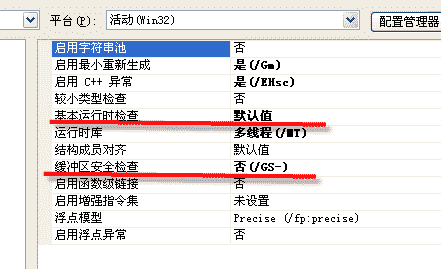 平台(P): 活动(Win32) 配置管理器
启用字符串池 否
启用最小重新生成 是(/Gm)
启用 C++ 异常 是(/EHsc)
较小类型检查 否
基本运行时检查 默认值
运行时库 多线程(/MT)
结构成员对齐 默认值
缓冲区安全检查 否(/GS-)
启用函数级链接 否
启用增强指令集 未设置
浮点模型 Precise (/fp:precise)
启用浮点异常 否